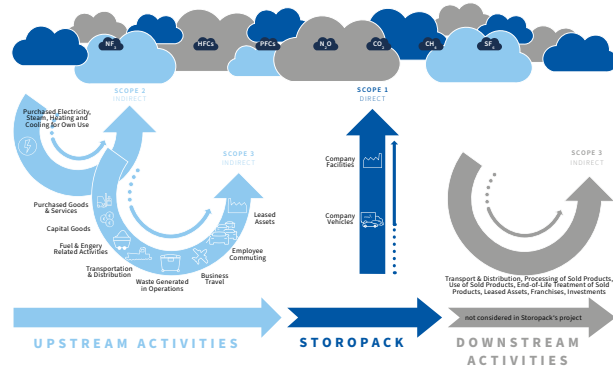 NF₃
HFCs
PFCs
N₂O
CO₂
CH₄
SF₆
SCOPE 2
INDIRECT
SCOPE 1
DIRECT
Purchased Electricity,
Steam, Heating and
Cooling for Own Use
SCOPE 3
INDIRECT
SCOPE 3
INDIRECT
Company
Facilities
Purchased Goods
& Services
Capital Goods
Fuel & Engery
Related Activities
Transportation
& Distribution
Waste Generated
in Operations
Business
Travel
Employee
Commuting
Leased
Assets
Company
Vehicles
Transport & Distribution, Processing of Sold Products,
Use of Sold Products, End-of-Life Treatment of Sold
Products, Leased Assets, Franchises, Investments
not considered in Storopack's project
UPSTREAM ACTIVITIES
STOROPACK
DOWNSTREAM
ACTIVITIES